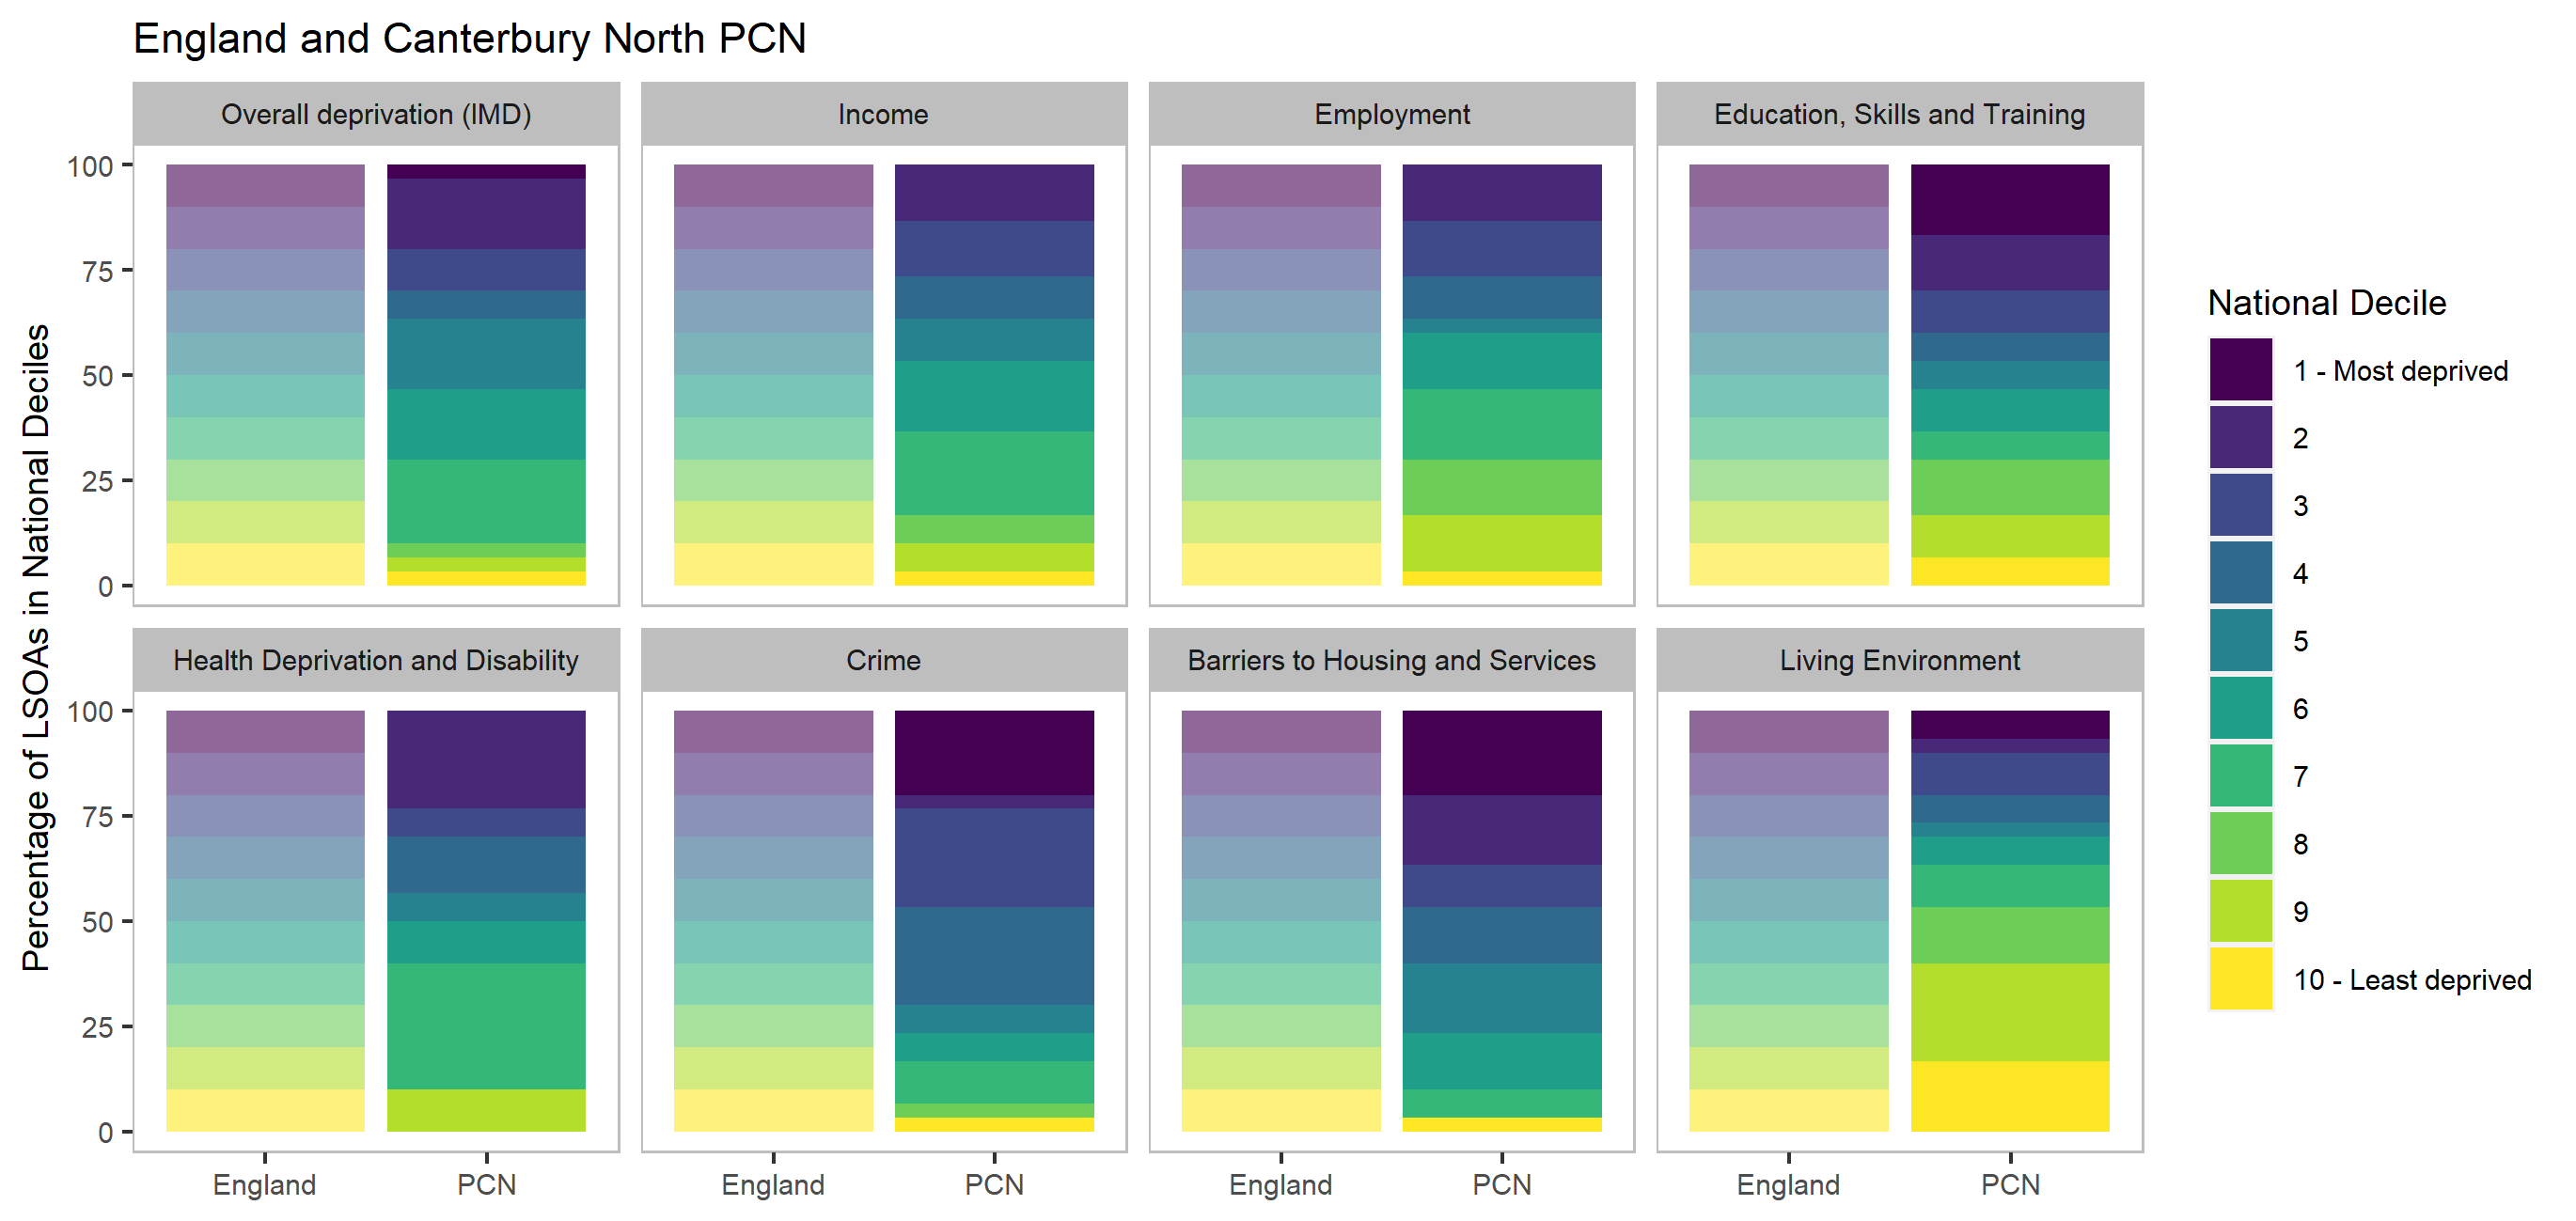 England and Canterbury North PCN
Overall deprivation (IMD)
Income
Employment
Education, Skills and Training
100
75
50
25
0
Health Deprivation and Disability
Crime
Barriers to Housing and Services
Living Environment
100
75
50
25
0
England
PCN
England
PCN
England
PCN
England
PCN
Percentage of LSOAs in National Deciles
National Decile
1 - Most deprived
2
3
4
5
6
7
8
9
10 - Least deprived